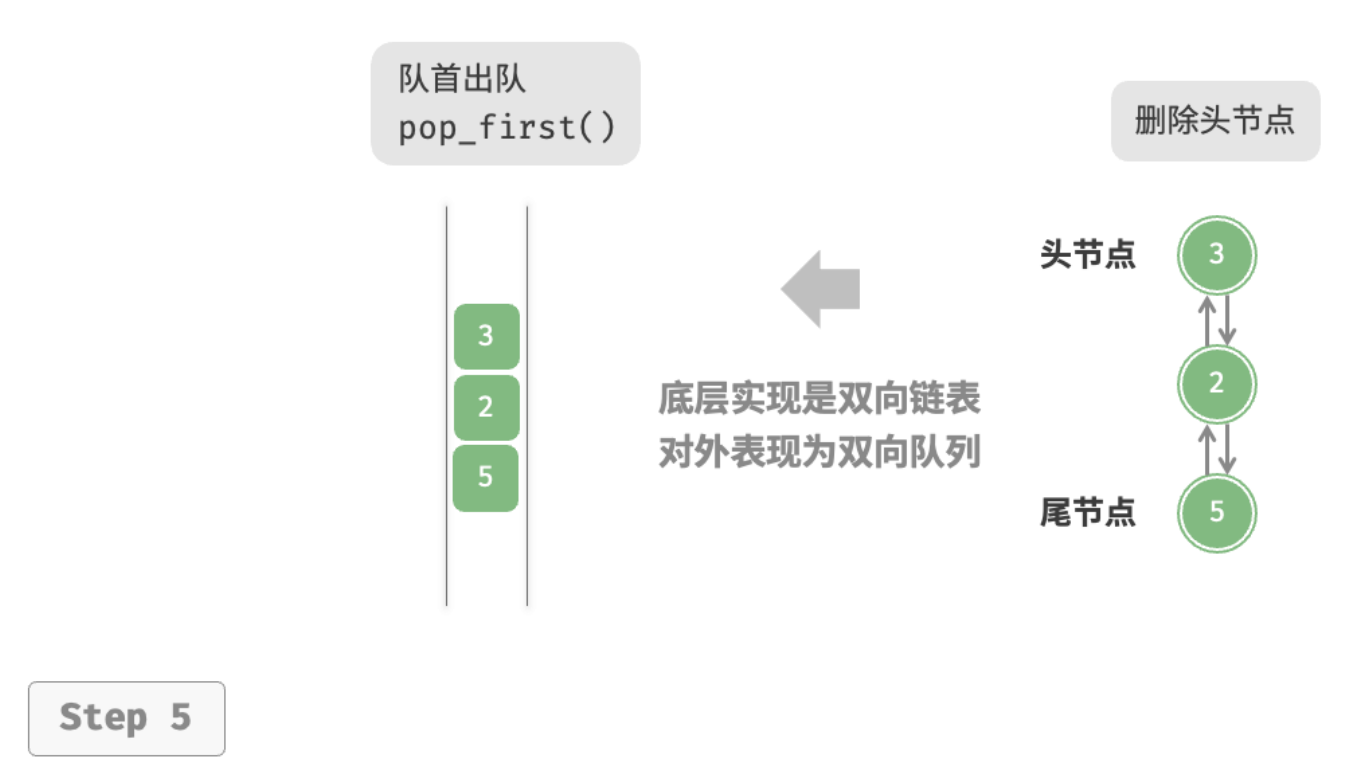 队首出队
pop_first()
删除头节点
头节点
3
2
尾节点
5
3
2
5
底层实现是双向链表
对外表现为双向队列
Step 5